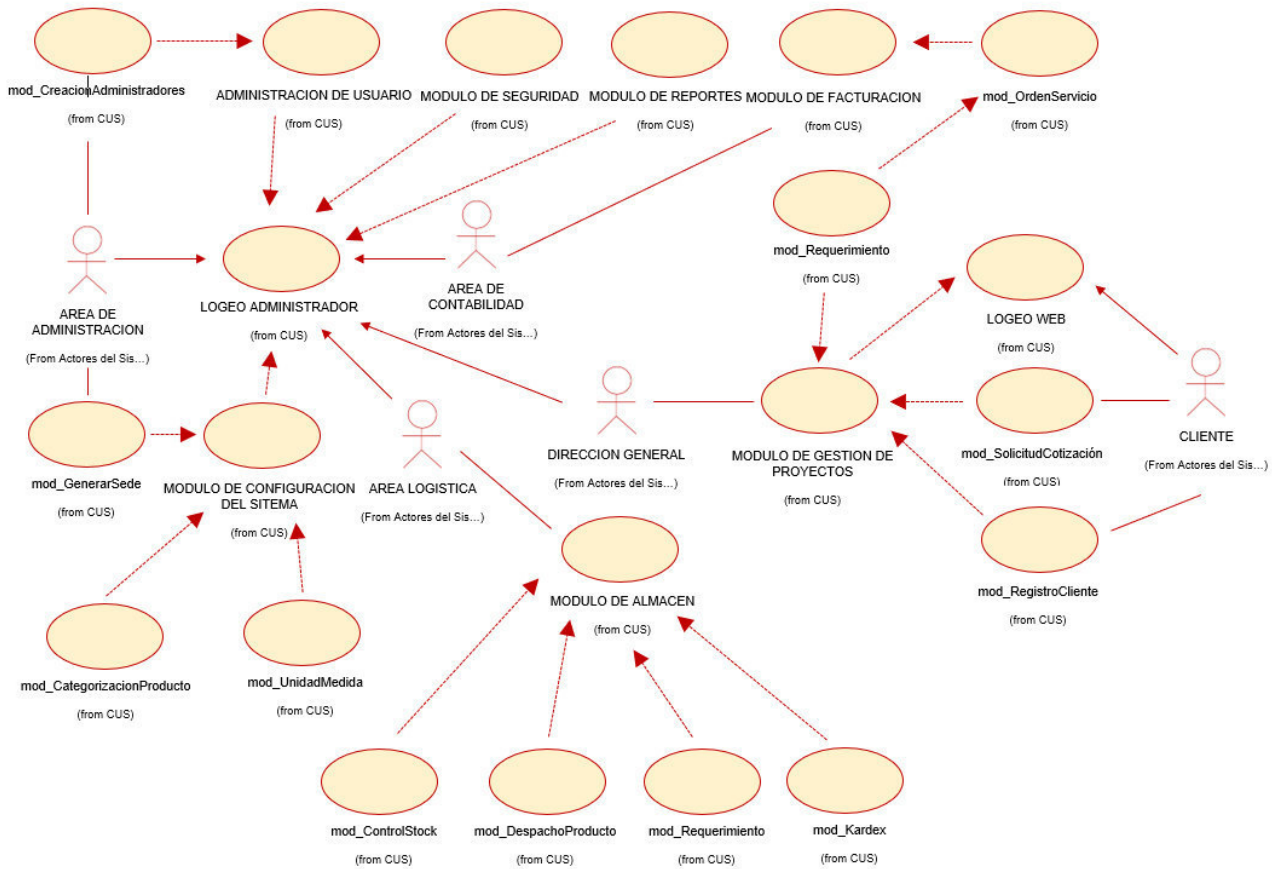 mod_CreacionAdministradores
(from CUS)
ADMINISTRACION DE USUARIO
(from CUS)
MODULO DE SEGURIDAD
(from CUS)
MODULO DE REPORTES
(from CUS)
MODULO DE FACTURACION
(from CUS)
mod_OrdenServicio
(from CUS)
mod_Requerimiento
(from CUS)
AREA DE
ADMINISTRACION
(From Actores del Sis...)
LOGEO ADMINISTRADOR
(from CUS)
AREA DE
CONTABILIDAD
(From Actores del Sis...)
LOGEO WEB
(from CUS)
mod_GenerarSede
(from CUS)
MODULO DE CONFIGURACION
DEL SITEMA
(from CUS)
AREA LOGISTICA
(From Actores del Sis...)
DIRECCION GENERAL
(From Actores del Sis...)
MODULO DE GESTION DE
PROYECTOS
(from CUS)
mod_SolicitudCotización
(from CUS)
CLIENTE
(From Actores del Sis...)
mod_RegistroCliente
(from CUS)
MODULO DE ALMACEN
(from CUS)
mod_CategorizacionProducto
(from CUS)
mod_UnidadMedida
(from CUS)
mod_ControlStock
(from CUS)
mod_DespachoProducto
(from CUS)
mod_Requerimiento
(from CUS)
mod_Kardex
(from CUS)